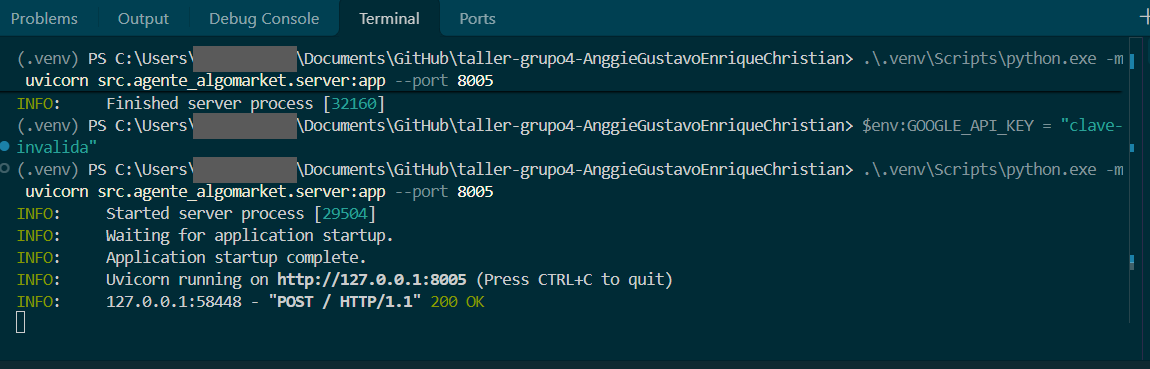 Problems Output Debug Console Terminal Ports
(.venv) PS C:\Users\ \Documents\GitHub\taller-grupo4-AnggieGustavoEnriqueChristian> .\.venv\Scripts\python.exe -m
uvicorn src.agente_algomarket.server:app --port 8005
INFO: Finished server process [32160]
(.venv) PS C:\Users\ \Documents\GitHub\taller-grupo4-AnggieGustavoEnriqueChristian> $env:GOOGLE_API_KEY = "clave-
invalida"
(.venv) PS C:\Users\ \Documents\GitHub\taller-grupo4-AnggieGustavoEnriqueChristian> .\.venv\Scripts\python.exe -m
uvicorn src.agente_algomarket.server:app --port 8005
INFO: Started server process [29504]
INFO: Waiting for application startup.
INFO: Application startup complete.
INFO: Uvicorn running on http://127.0.0.1:8005 (Press CTRL+C to quit)
INFO: 127.0.0.1:58448 - "POST / HTTP/1.1" 200 OK